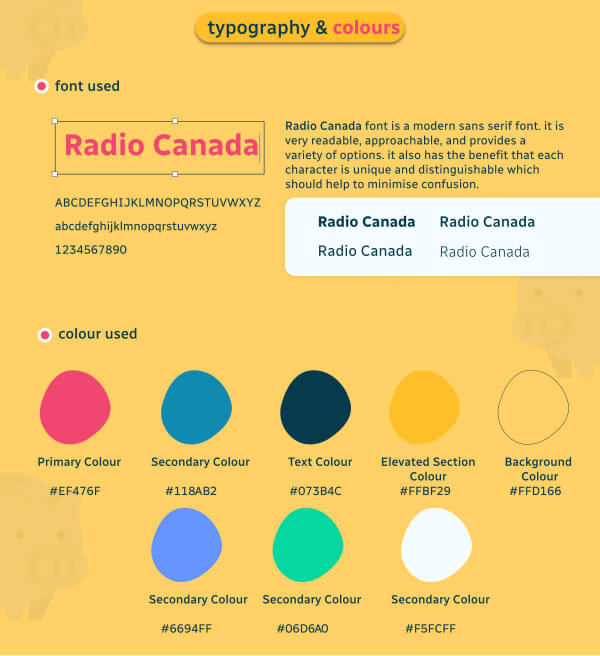 typography & colours
font used
Radio Canada
ABCDEFGHIJKLMNOPQRSTUVWXYZ
abcdefghijklmnopqrstuvwxyz
1234567890
Radio Canada font is a modern sans serif font. it is
very readable, approachable, and provides a
variety of options. it also has the benefit that each
character is unique and distinguishable which
should help to minimise confusion.
Radio Canada Radio Canada
Radio Canada Radio Canada
colour used
Primary Colour Secondary Colour Text Colour Elevated Section Background
Colour Colour
#EF476F #118AB2 #073B4C #FFBF29 #FFD166
Secondary Colour Secondary Colour Secondary Colour
#6694FF #06D6A0 #F5FCFF